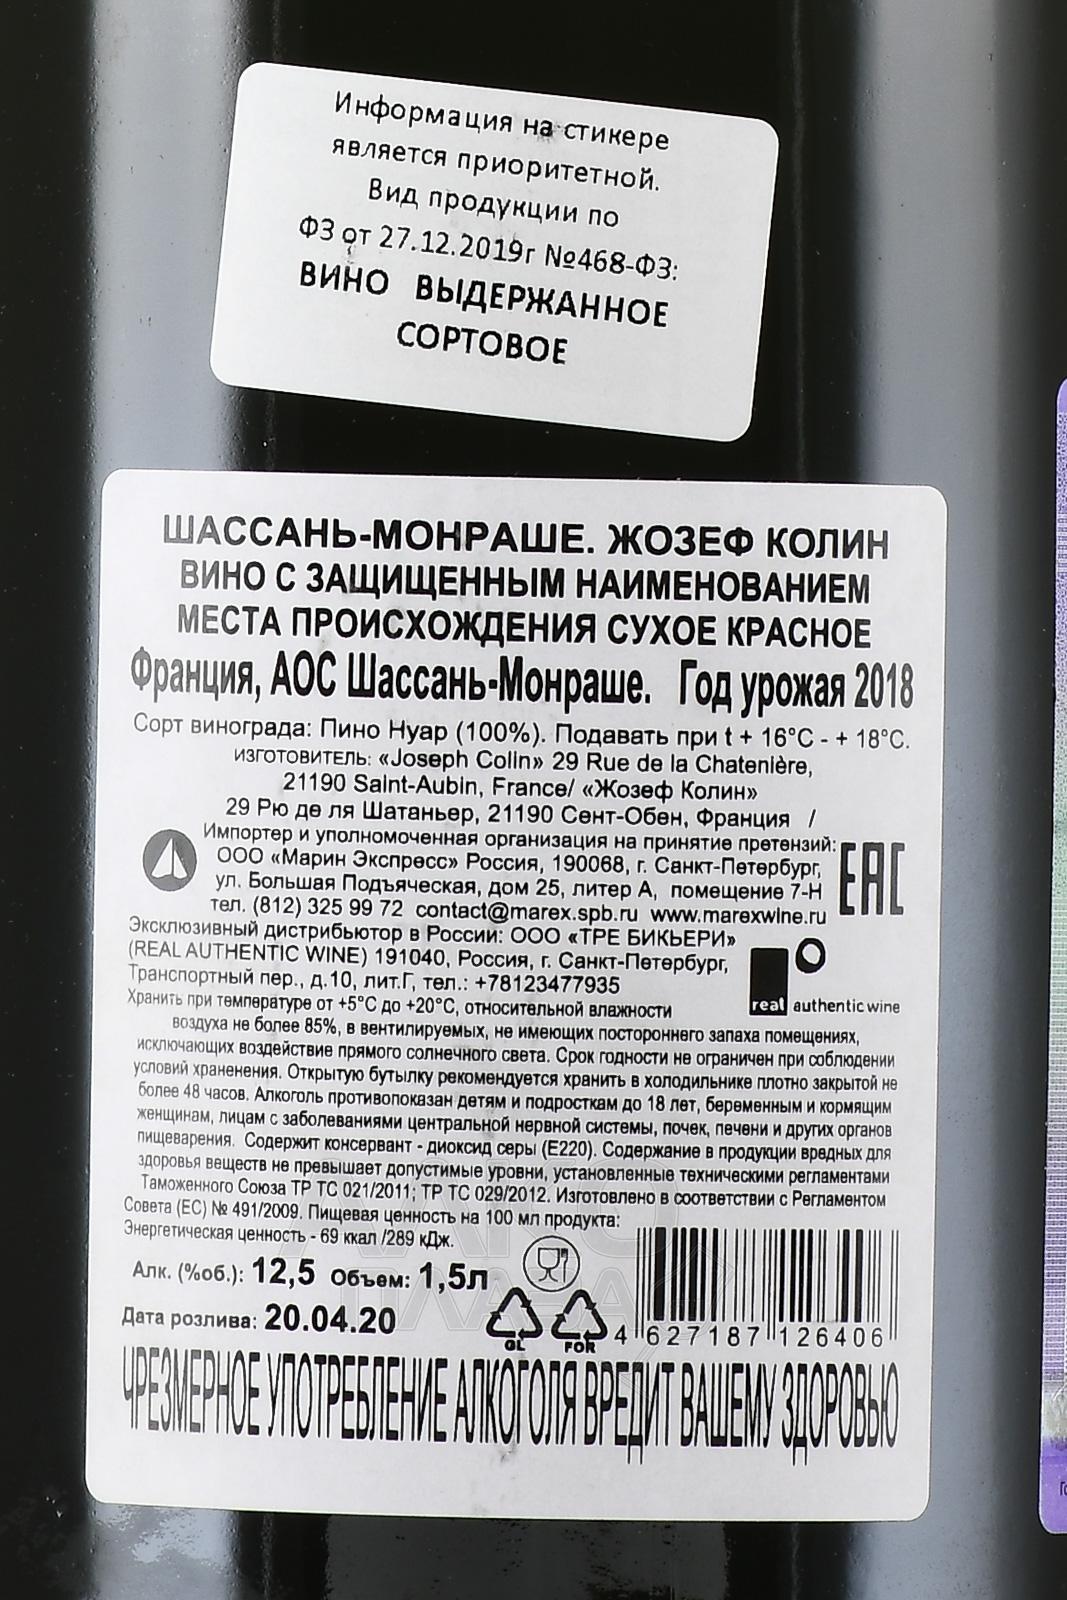 Информация на стикере
является приоритетной.
Вид продукции по
ФЗ от 27.12.2019г №468-ФЗ:
ВИНО ВЫДЕРЖАННОЕ
СОРТОВОЕ
ШАССАНЬ-МОНРАШЕ. ЖОЗЕФ КОЛИН
ВИНО С ЗАЩИЩЕННЫМ НАИМЕНОВАНИЕМ
МЕСТА ПРОИСХОЖДЕНИЯ СУХОЕ КРАСНОЕ
Франция, АОС Шассань-Монраше. Год урожая 2018
Сорт винограда: Пино Нуар (100%). Подавать при t + 16°C - + 18°C.
изготовитель: «Joseph Colin» 29 Rue de la Chatenière,
21190 Saint-Aubin, France/ «Жозеф Колин»
29 Рю де ля Шатаньер, 21190 Сент-Обен, Франция /
Импортер и уполномоченная организация на принятие претензий:
ООО «Марин Экспресс» Россия, 190068, г. Санкт-Петербург,
ул. Большая Подъяческая, дом 25, литер А, помещение 7-Н
тел. (812) 325 99 72 contact@marex.spb.ru www.marexwine.ru
EAC
Эксклюзивный дистрибьютор в России: ООО «ТРЕ БИКЬЕРИ»
(REAL AUTHENTIC WINE) 191040, Россия, г. Санкт-Петербург,
Транспортный пер., д.10, лит.Г, тел.: +78123477935
real authentic wine
Хранить при температуре от +5°C до +20°C, относительной влажности
воздуха не более 85%, в вентилируемых, не имеющих постороннего запаха помещениях,
исключающих воздействие прямого солнечного света. Срок годности не ограничен при соблюдении
условий храненения. Открытую бутылку рекомендуется хранить в холодильнике плотно закрытой не
более 48 часов. Алкоголь противопоказан детям и подросткам до 18 лет, беременным и кормящим
женщинам, лицам с заболеваниями центральной нервной системы, почек, печени и других органов
пищеварения. Содержит консервант - диоксид серы (E220). Содержание в продукции вредных для
здоровья веществ не превышает допустимые уровни, установленные техническими регламентами
Таможенного Союза ТР ТС 021/2011; ТР ТС 029/2012. Изготовлено в соответствии с Регламентом
Совета (ЕС) № 491/2009. Пищевая ценность на 100 мл продукта:
Энергетическая ценность - 69 ккал /289 кДж.
Алк. (%об.): 12,5 Объем: 1,5л
Дата розлива: 20.04.20
GL FOR
4 627187 126406
ЧРЕЗМЕРНОЕ УПОТРЕБЛЕНИЕ АЛКОГОЛЯ ВРЕДИТ ВАШЕМУ ЗДОРОВЬЮ